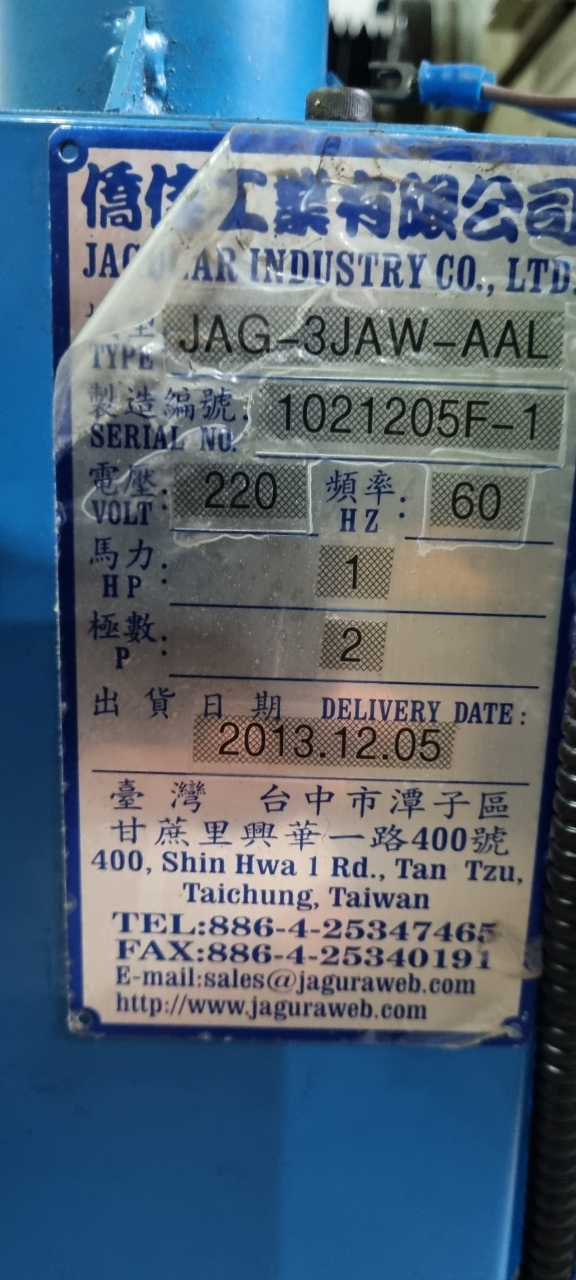 僑 工業有限公司
INDUSTRY CO., LTD.
TYPE JAG-3JAW-AAL
製造編號: 1021205F-1
SERIAL NO.
電壓: 220 頻率: 60
VOLT HZ
馬力: 1
HP
極數: 2
P
出貨日期 DELIVERY DATE:
2013.12.05
臺灣 台中市潭子區
甘蔗里興華一路400號
400, Shin Hwa 1 Rd., Tan Tzu,
Taichung, Taiwan
TEL:886-4-25347465
FAX:886-4-25340191
E-mail:sales@jaguraweb.com
http://www.jaguraweb.com